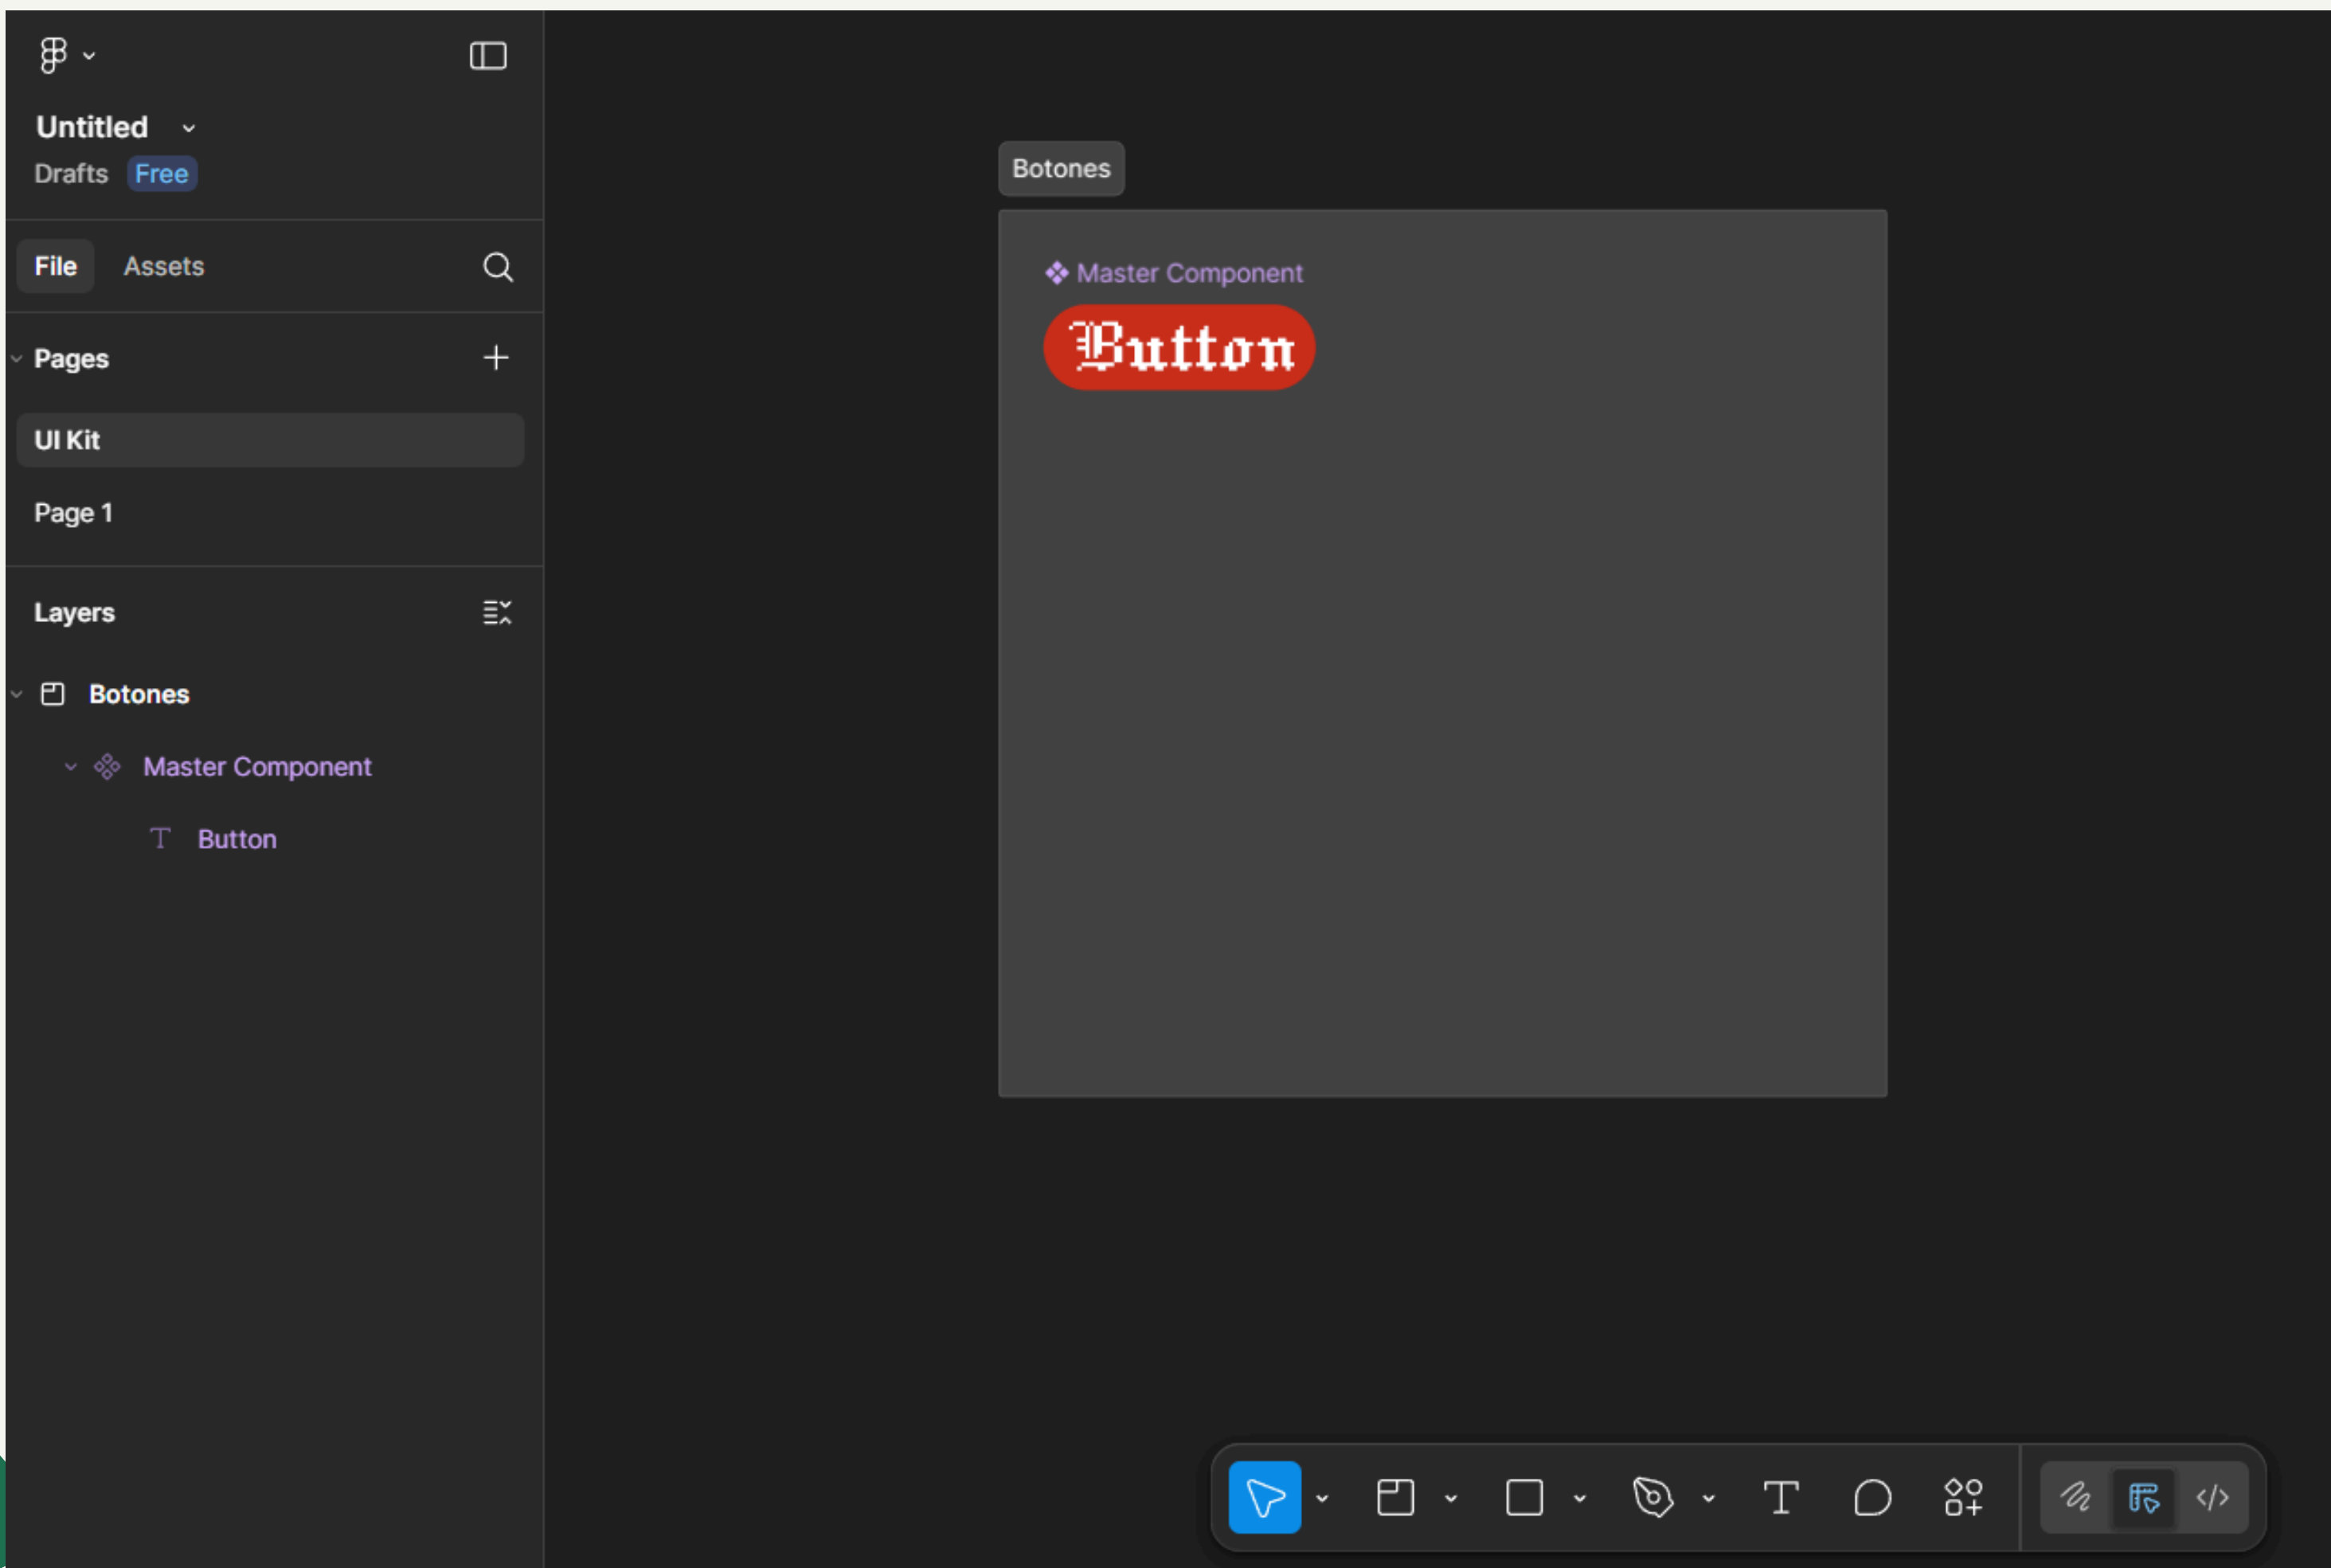 Untitled
Drafts Free
File Assets
Pages
UI Kit
Page 1
Layers
Botones
Master Component
Button
Botones
Master Component
Button